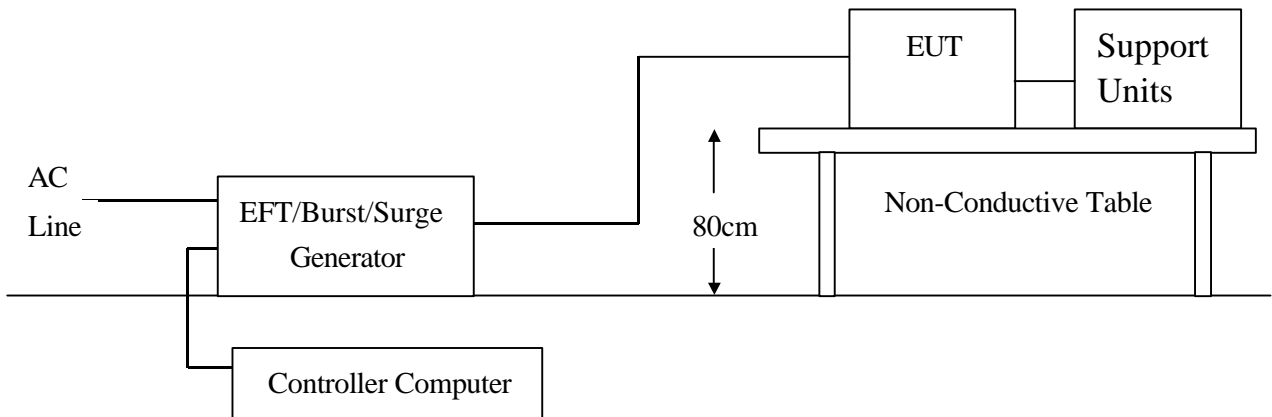 EUT
Support
Units
AC
Line
EFT/Burst/Surge
Generator
80cm
Non-Conductive Table
Controller Computer